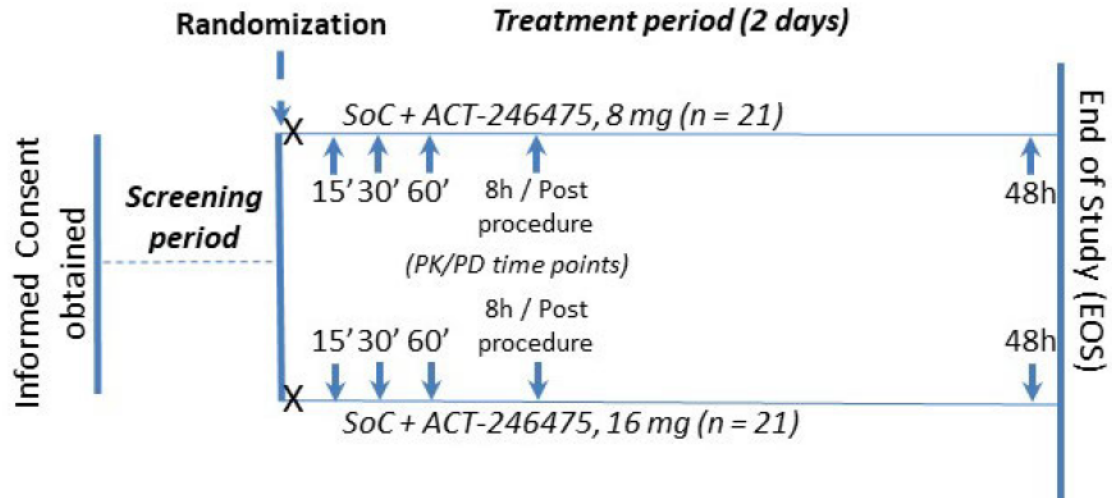 Randomization
Treatment period (2 days)
SoC + ACT-246475, 8 mg (n = 21)
X
15’ 30’ 60’
8h / Post
procedure
48h
Informed Consent
obtained
Screening
period
(PK/PD time points)
End of Study (EOS)
8h / Post
procedure
15’ 30’ 60’
48h
X
SoC + ACT-246475, 16 mg (n = 21)